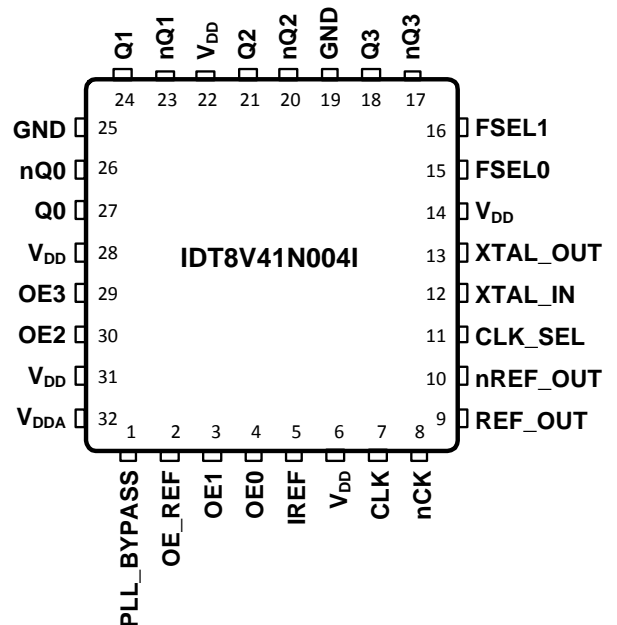 Q1 nQ1 VDD Q2 nQ2 GND Q3 nQ3
24 23 22 21 20 19 18 17
GND 25 16 FSEL1
nQ0 26 15 FSEL0
Q0 27 14 VDD
VDD 28 IDT8V41N004I 13 XTAL_OUT
OE3 29 12 XTAL_IN
OE2 30 11 CLK_SEL
VDD 31 10 nREF_OUT
VDDA 32 9 REF_OUT
1 2 3 4 5 6 7 8
PLL_BYPASS OE_REF OE1 OE0 IREF VDD CLK nCK